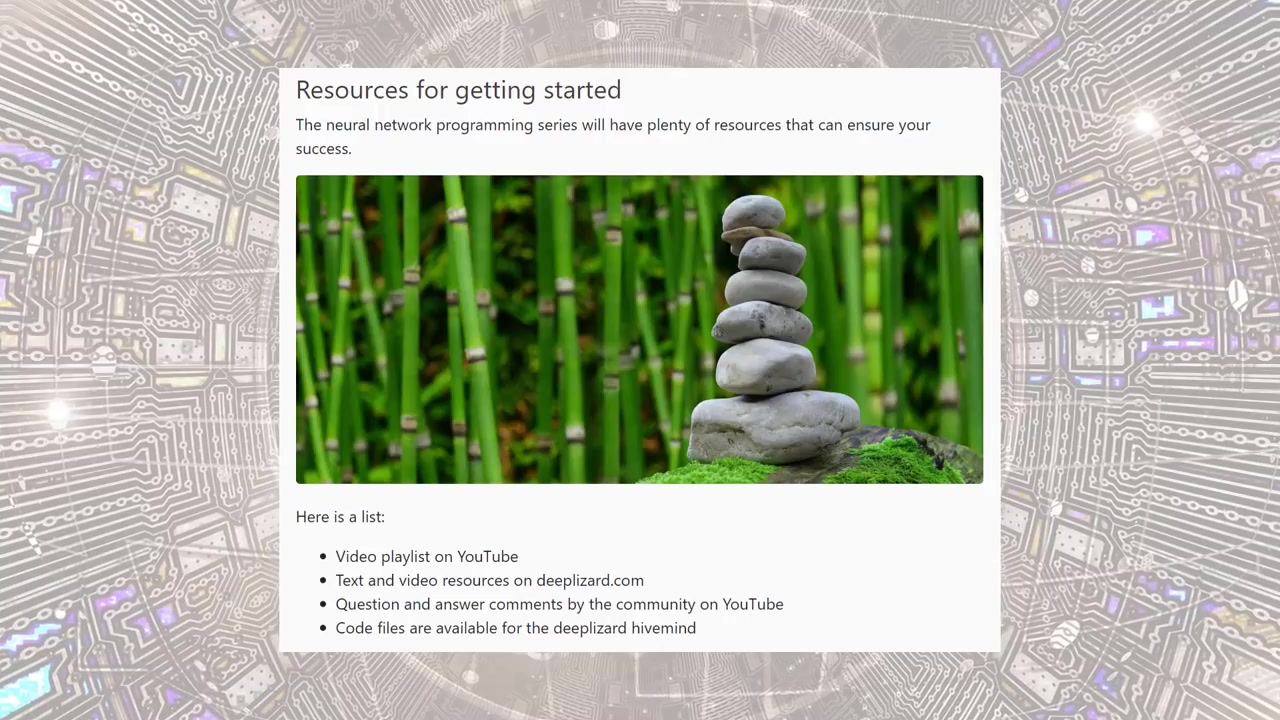 Resources for getting started
The neural network programming series will have plenty of resources that can ensure your
success.
Here is a list:
Video playlist on YouTube
Text and video resources on deeplizard.com
Question and answer comments by the community on YouTube
Code files are available for the deeplizard hivemind